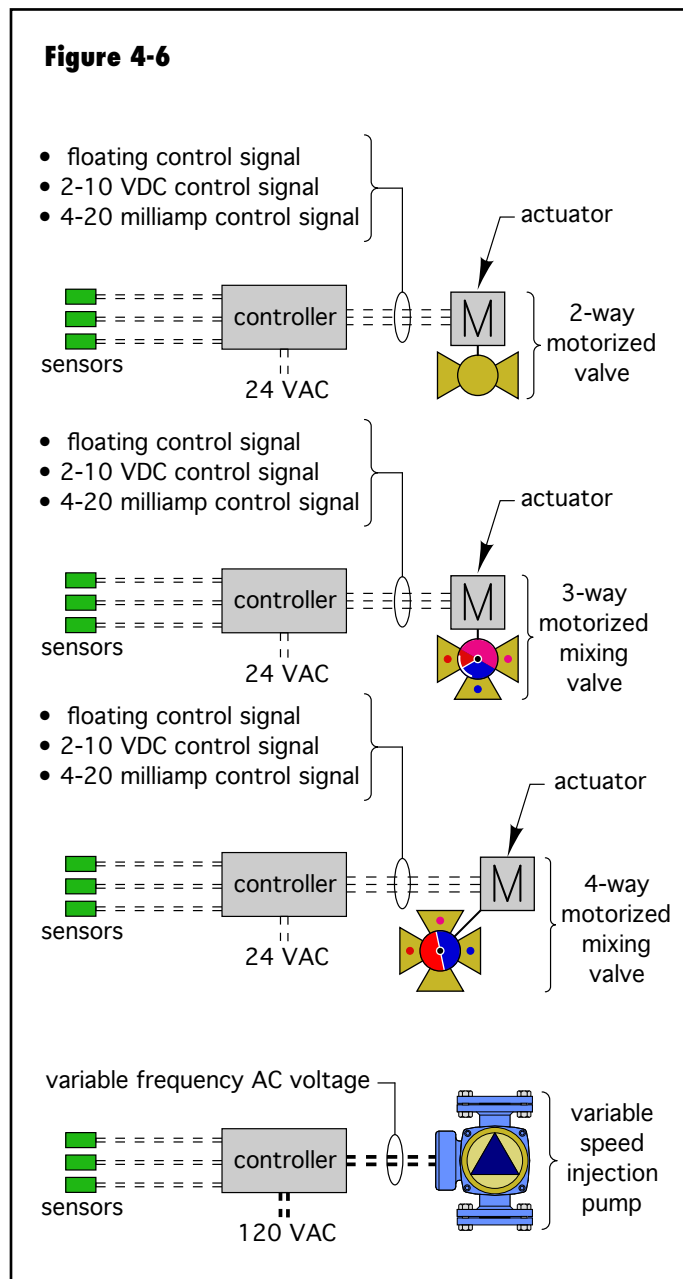 Figure 4-6
• floating control signal
• 2-10 VDC control signal
• 4-20 milliamp control signal
actuator
controller
M
2-way
motorized
valve
sensors
24 VAC
• floating control signal
• 2-10 VDC control signal
• 4-20 milliamp control signal
actuator
controller
M
3-way
motorized
mixing
valve
sensors
24 VAC
• floating control signal
• 2-10 VDC control signal
• 4-20 milliamp control signal
actuator
controller
M
4-way
motorized
mixing
valve
sensors
24 VAC
variable frequency AC voltage
controller
variable
speed
injection
pump
sensors
120 VAC